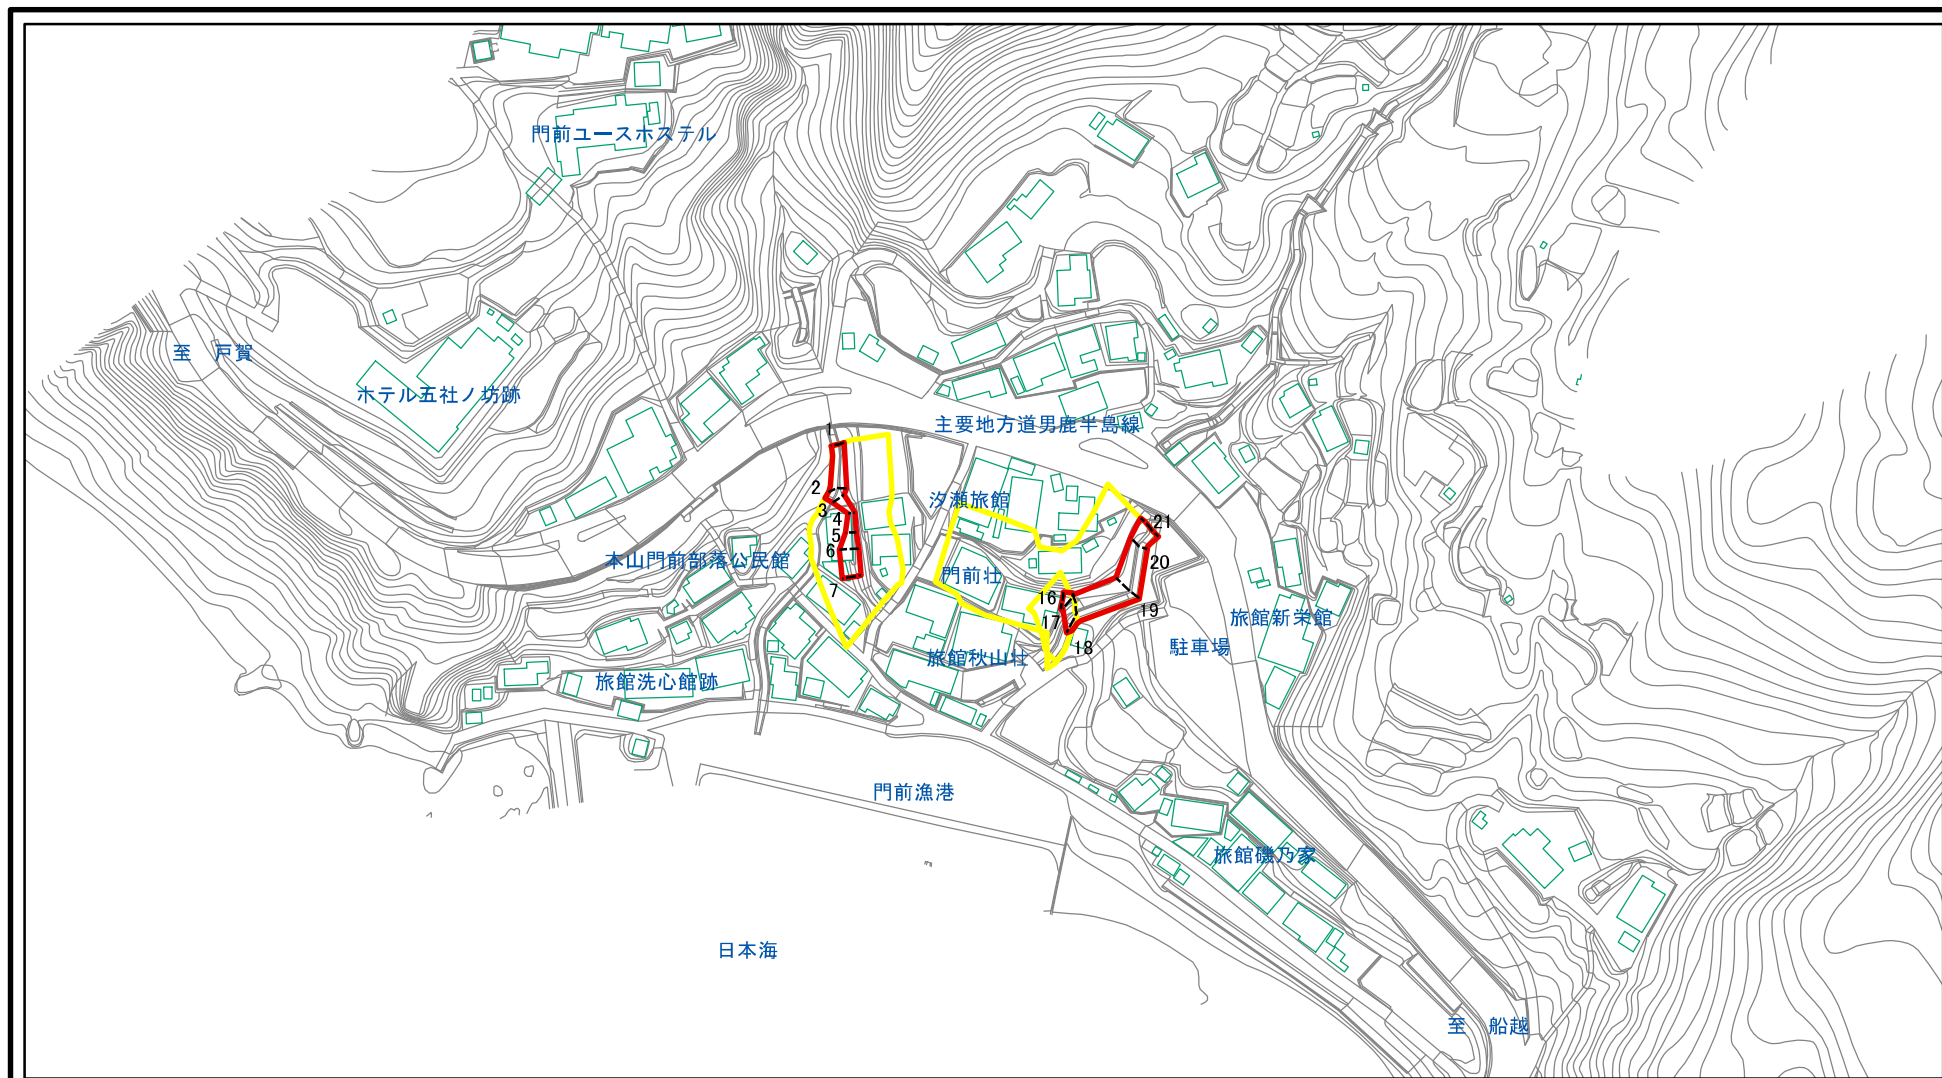 門前ユースホステル
至　戸賀
ホテル五社ノ坊跡
主要地方道男鹿半島線
1
2
3
4
5
6
7
汐瀬旅館
本山門前部落公民館
門前荘
16
17
18
19
20
21
旅館新栄館
駐車場
旅館秋山荘
旅館洗心館跡
門前漁港
旅館磯乃家
日本海
至　船越